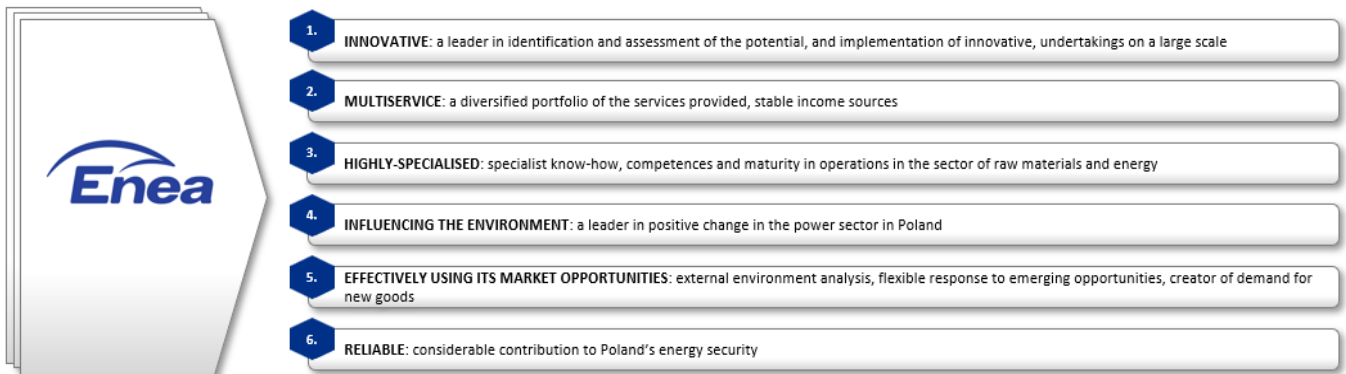 Enea
1.
INNOVATIVE: a leader in identification and assessment of the potential, and implementation of innovative, undertakings on a large scale
2.
MULTISERVICE: a diversified portfolio of the services provided, stable income sources
3.
HIGHLY-SPECIALISED: specialist know-how, competences and maturity in operations in the sector of raw materials and energy
4.
INFLUENCING THE ENVIRONMENT: a leader in positive change in the power sector in Poland
5.
EFFECTIVELY USING ITS MARKET OPPORTUNITIES: external environment analysis, flexible response to emerging opportunities, creator of demand for
new goods
6.
RELIABLE: considerable contribution to Poland's energy security